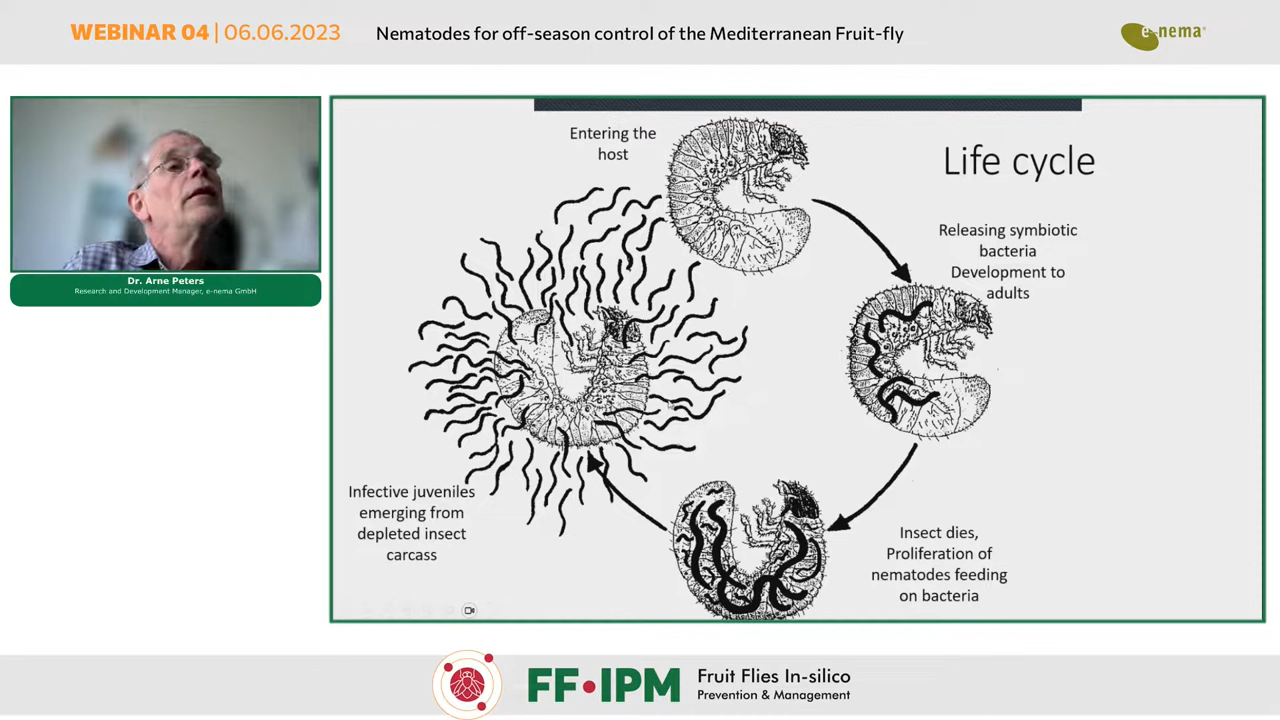 WEBINAR 04 | 06.06.2023
Nematodes for off-season control of the Mediterranean Fruit-fly
e-nema®
Dr. Arne Peters
Research and Development Manager, e-nema GmbH
Life cycle
Entering the
host
Releasing symbiotic
bacteria
Development to
adults
Insect dies,
Proliferation of
nematodes feeding
on bacteria
Infective juveniles
emerging from
depleted insect
carcass
FF•IPM
Fruit Flies In-silico
Prevention & Management